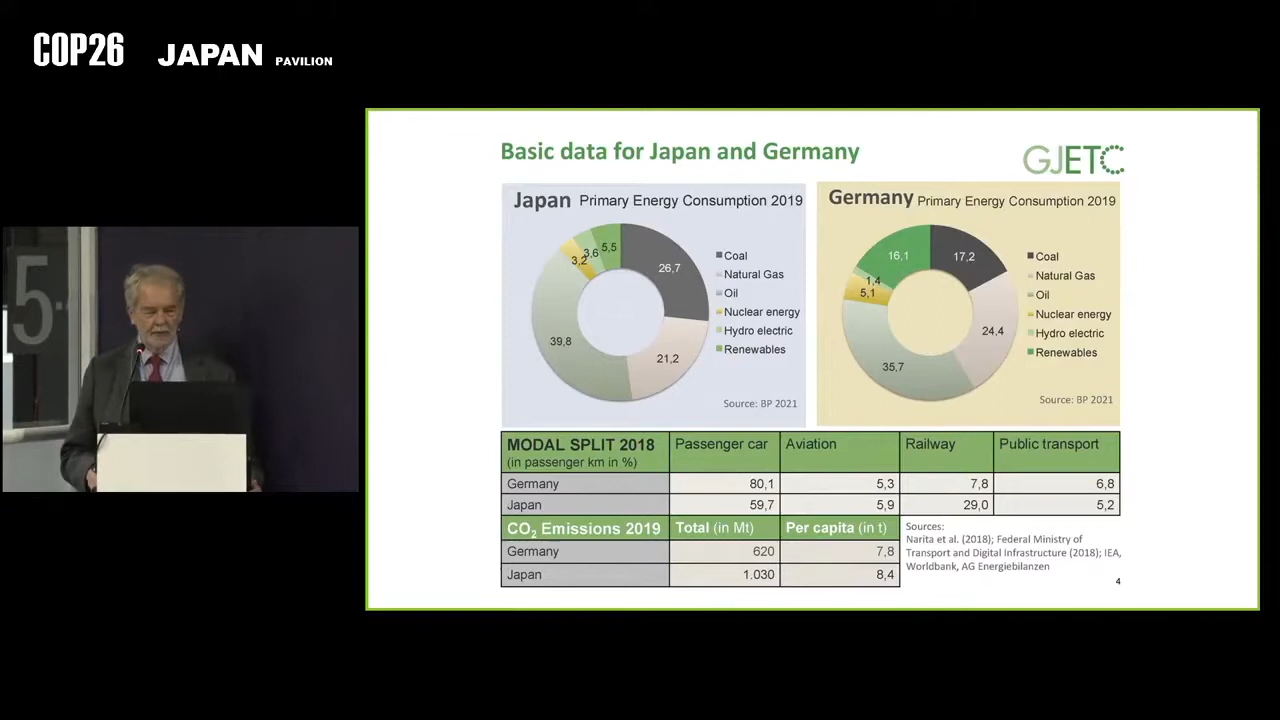 COP26 JAPAN PAVILION
5
Basic data for Japan and Germany
GJETC
Japan Primary Energy Consumption 2019
5,5
3,6
3,2
26,7
39,8
21,2
Coal
Natural Gas
Oil
Nuclear energy
Hydro electric
Renewables
Source: BP 2021
Germany Primary Energy Consumption 2019
16,1
17,2
1,4
5,1
24,4
35,7
Coal
Natural Gas
Oil
Nuclear energy
Hydro electric
Renewables
Source: BP 2021
MODAL SPLIT 2018 Passenger car Aviation Railway Public transport
(in passenger km in %)
Germany 80,1 5,3 7,8 6,8
Japan 59,7 5,9 29,0 5,2
CO₂ Emissions 2019 Total (in Mt) Per capita (in t)
Germany 620 7,8
Japan 1.030 8,4
Sources:
Narita et al. (2018); Federal Ministry of
Transport and Digital Infrastructure (2018); IEA,
Worldbank, AG Energiebilanzen
4